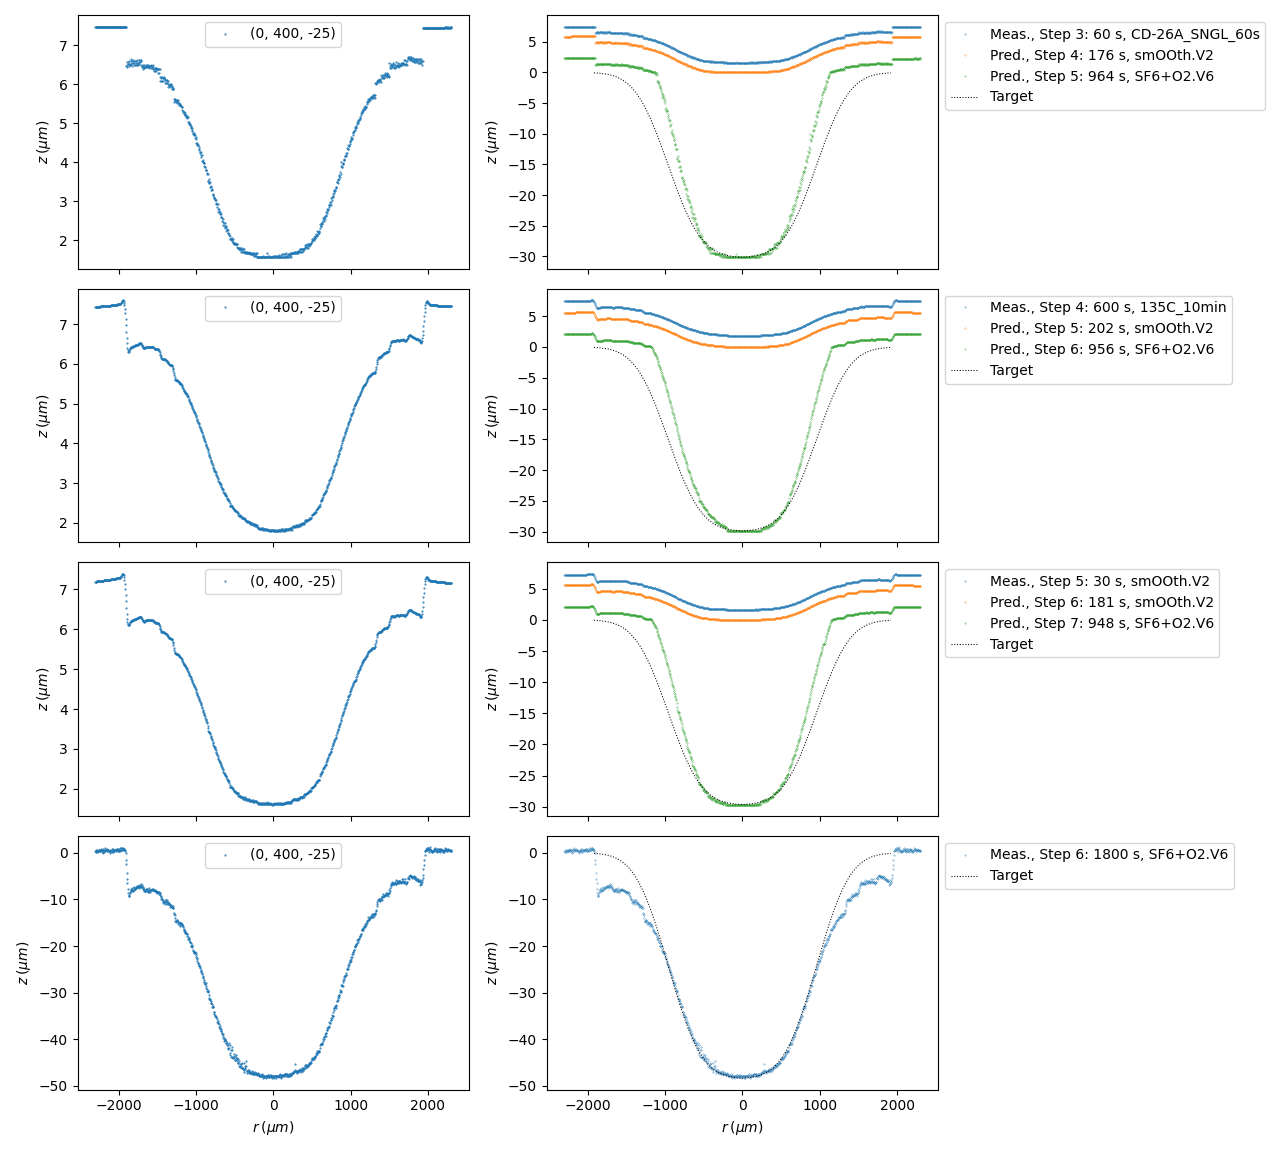 (0, 400, -25)
7
6
5
4
3
2
z (μm)
5
0
−5
−10
−15
−20
−25
−30
z (μm)
Meas., Step 3: 60 s, CD-26A_SNGL_60s
Pred., Step 4: 176 s, smOOth.V2
Pred., Step 5: 964 s, SF6+O2.V6
Target
(0, 400, -25)
7
6
5
4
3
2
z (μm)
5
0
−5
−10
−15
−20
−25
−30
z (μm)
Meas., Step 4: 600 s, 135C_10min
Pred., Step 5: 202 s, smOOth.V2
Pred., Step 6: 956 s, SF6+O2.V6
Target
(0, 400, -25)
7
6
5
4
3
2
z (μm)
5
0
−5
−10
−15
−20
−25
−30
z (μm)
Meas., Step 5: 30 s, smOOth.V2
Pred., Step 6: 181 s, smOOth.V2
Pred., Step 7: 948 s, SF6+O2.V6
Target
(0, 400, -25)
0
−10
−20
−30
−40
−50
z (μm)
−2000 −1000 0 1000 2000
r (μm)
0
−10
−20
−30
−40
−50
z (μm)
−2000 −1000 0 1000 2000
r (μm)
Meas., Step 6: 1800 s, SF6+O2.V6
Target